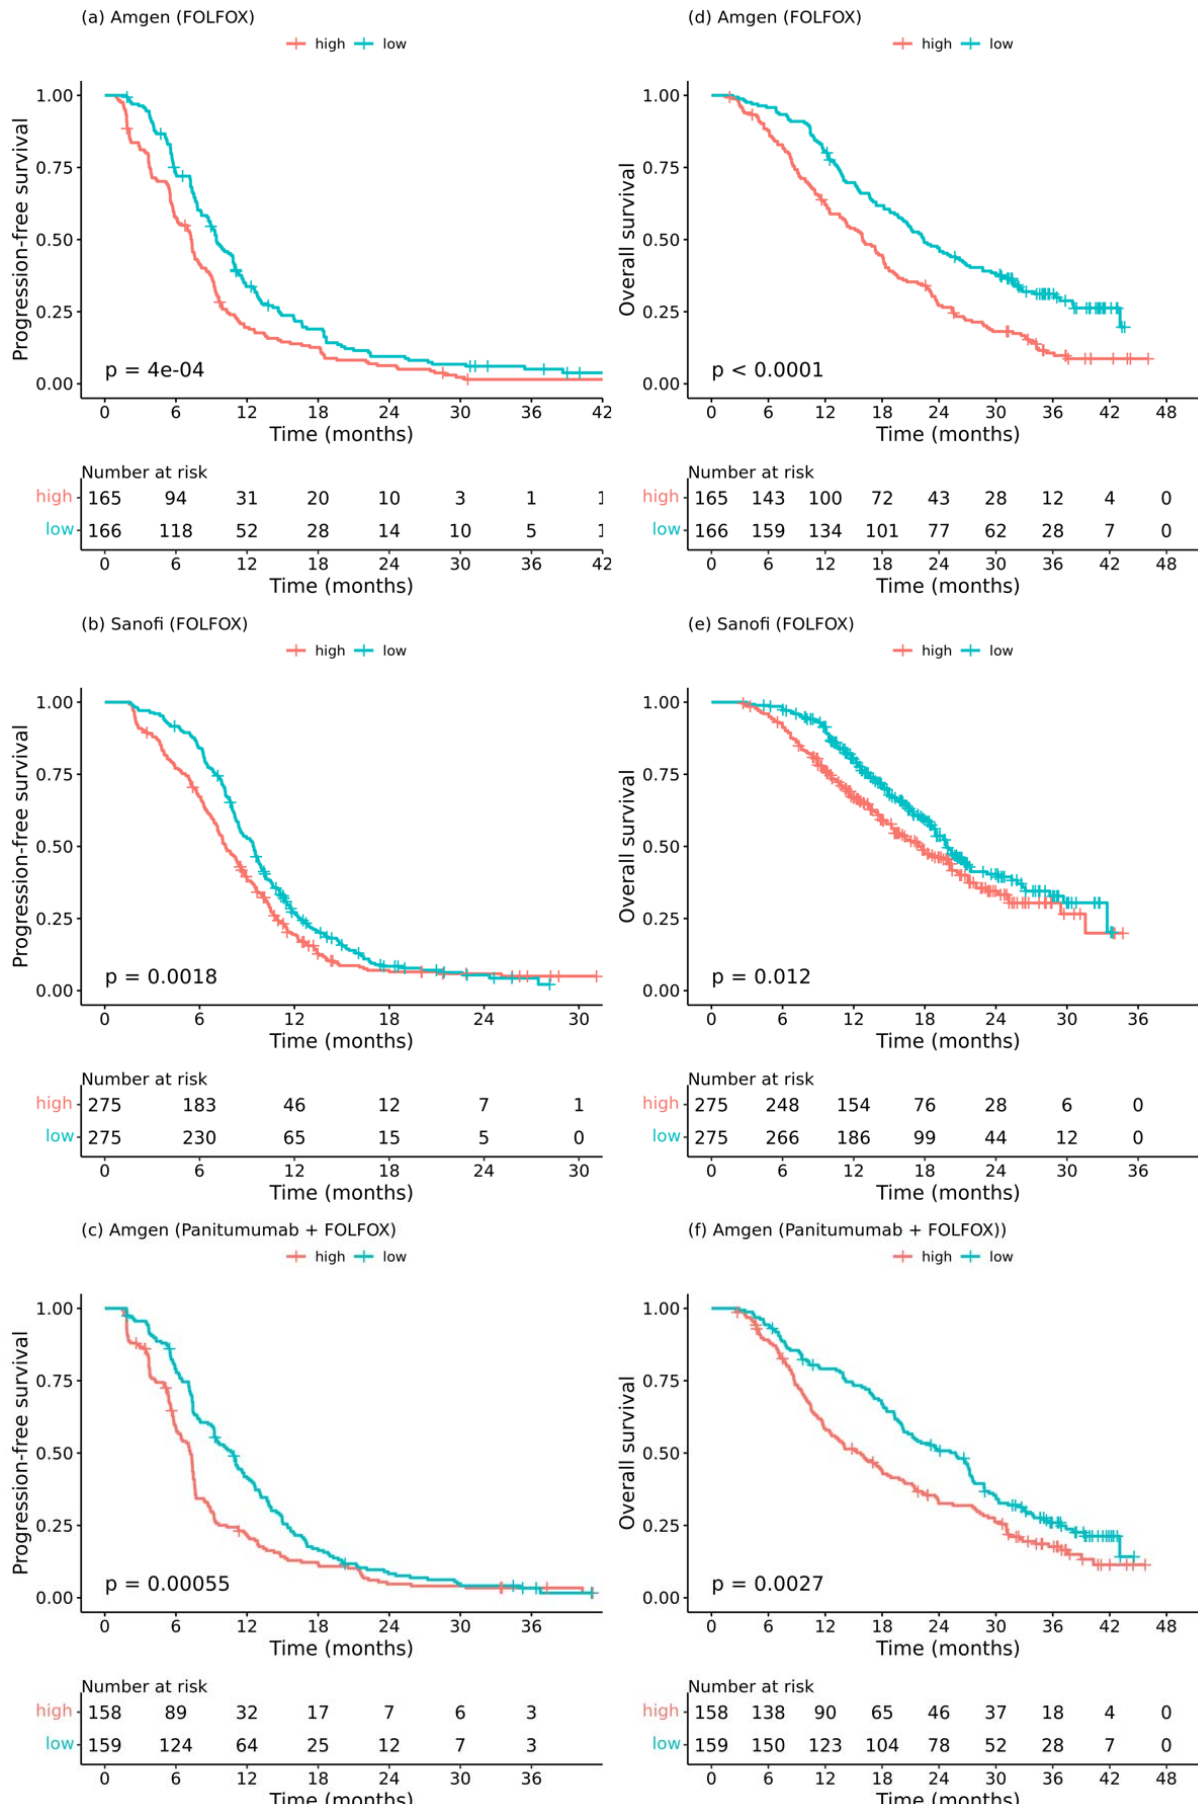 (a) Amgen (FOLFOX)
high low
1.00
0.75
0.50
0.25
0.00
Progression-free survival
p = 4e-04
0 6 12 18 24 30 36 42
Time (months)
Number at risk
high 165 94 31 20 10 3 1 1
low 166 118 52 28 14 10 5 1
0 6 12 18 24 30 36 42
Time (months)
(d) Amgen (FOLFOX)
high low
1.00
0.75
0.50
0.25
0.00
Overall survival
p < 0.0001
0 6 12 18 24 30 36 42 48
Time (months)
Number at risk
high 165 143 100 72 43 28 12 4 0
low 166 159 134 101 77 62 28 7 0
0 6 12 18 24 30 36 42 48
Time (months)
(b) Sanofi (FOLFOX)
high low
1.00
0.75
0.50
0.25
0.00
Progression-free survival
p = 0.0018
0 6 12 18 24 30
Time (months)
Number at risk
high 275 183 46 12 7 1
low 275 230 65 15 5 0
0 6 12 18 24 30
Time (months)
(e) Sanofi (FOLFOX)
high low
1.00
0.75
0.50
0.25
0.00
Overall survival
p = 0.012
0 6 12 18 24 30 36
Time (months)
Number at risk
high 275 248 154 76 28 6 0
low 275 266 186 99 44 12 0
0 6 12 18 24 30 36
Time (months)
(c) Amgen (Panitumumab + FOLFOX)
high low
1.00
0.75
0.50
0.25
0.00
Progression-free survival
p = 0.00055
0 6 12 18 24 30 36
Time (months)
Number at risk
high 158 89 32 17 7 6 3
low 159 124 64 25 12 7 3
0 6 12 18 24 30 36
Time (months)
(f) Amgen (Panitumumab + FOLFOX))
high low
1.00
0.75
0.50
0.25
0.00
Overall survival
p = 0.0027
0 6 12 18 24 30 36 42 48
Time (months)
Number at risk
high 158 138 90 65 46 37 18 4 0
low 159 150 123 104 78 52 28 7 0
0 6 12 18 24 30 36 42 48
Time (months)